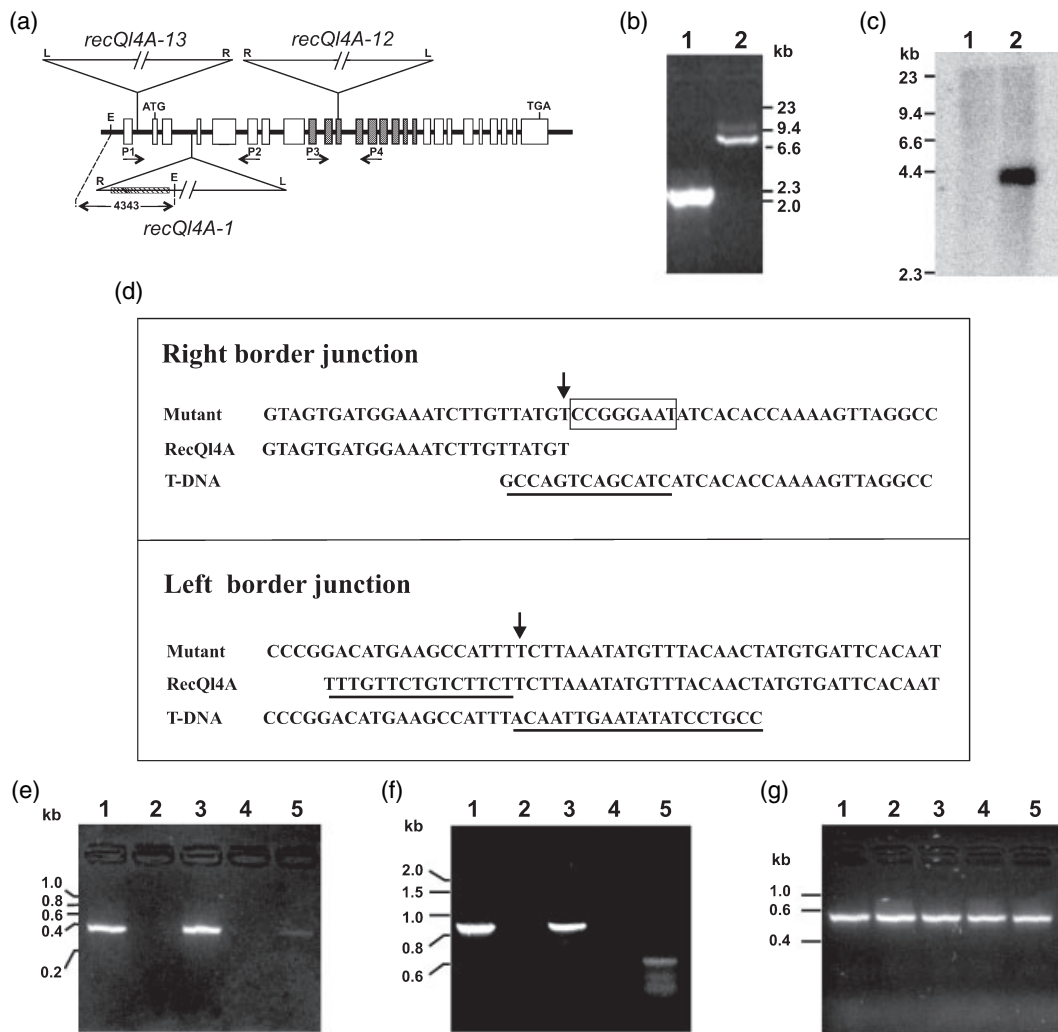 (a)
recQl4A-13
recQl4A-12
L
R
L
L
E
ATG
TGA
P1
P2
P3
P4
R
E
L
4343
recQl4A-1
(b)
1 2
kb
23
9.4
6.6
2.3
2.0
(c)
kb
1 2
23
9.4
6.6
4.4
2.3
(d)
Right border junction
Mutant GTAGTGATGGAAATCTTGTTATGTCCGGGAATATCACACCAAAAGTTAGGCC
RecQl4A GTAGTGATGGAAATCTTGTTATGT
T-DNA GCCAGTCAGCATCATCACACCAAAAGTTAGGCC
Left border junction
Mutant CCCGGACATGAAGCCATTTTCTTAAATATGTTTACAACTATGTGATTCACAAT
RecQl4A TTTGTTCTGTCTTCTTCTTAAATATGTTTACAACTATGTGATTCACAAT
T-DNA CCCGGACATGAAGCCATTTACAATTGAATATATCCTGCC
(e)
kb
1 2 3 4 5
1.0
0.8
0.6
0.4
0.2
(f)
kb
1 2 3 4 5
2.0
1.5
1.0
0.8
0.6
(g)
1 2 3 4 5
kb
1.0
0.6
0.4